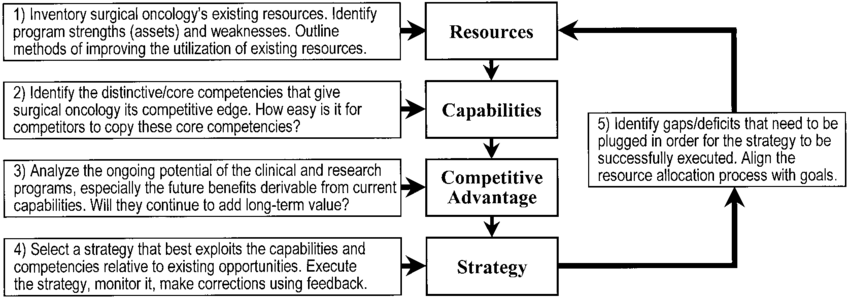 1) Inventory surgical oncology's existing resources. Identify
program strengths (assets) and weaknesses. Outline
methods of improving the utilization of existing resources.
Resources
2) Identify the distinctive/core competencies that give
surgical oncology its competitive edge. How easy is it for
competitors to copy these core competencies?
Capabilities
3) Analyze the ongoing potential of the clinical and research
programs, especially the future benefits derivable from current
capabilities. Will they continue to add long-term value?
Competitive
Advantage
4) Select a strategy that best exploits the capabilities and
competencies relative to existing opportunities. Execute
the strategy, monitor it, make corrections using feedback.
Strategy
5) Identify gaps/deficits that need to be
plugged in order for the strategy to be
successfully executed. Align the
resource allocation process with goals.